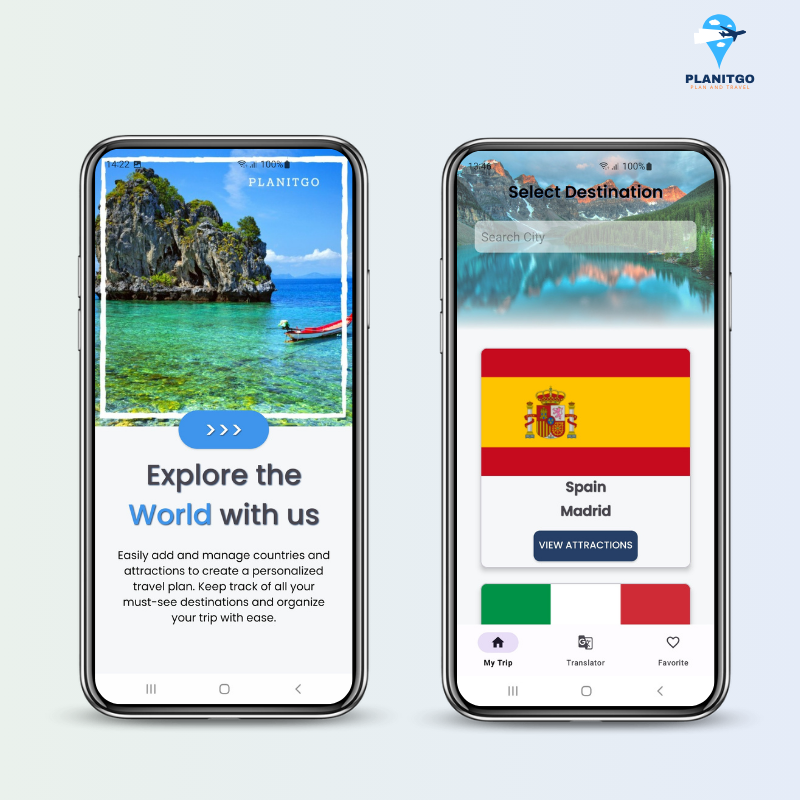 PLANITGO
PLAN AND TRAVEL
14:22
100%
PLANITGO
>>>
Explore the
World with us
Easily add and manage countries and
attractions to create a personalized
travel plan. Keep track of all your
must-see destinations and organize
your trip with ease.
13:46
100%
Select Destination
Search City
Spain
Madrid
VIEW ATTRACTIONS
My Trip
Translator
Favorite